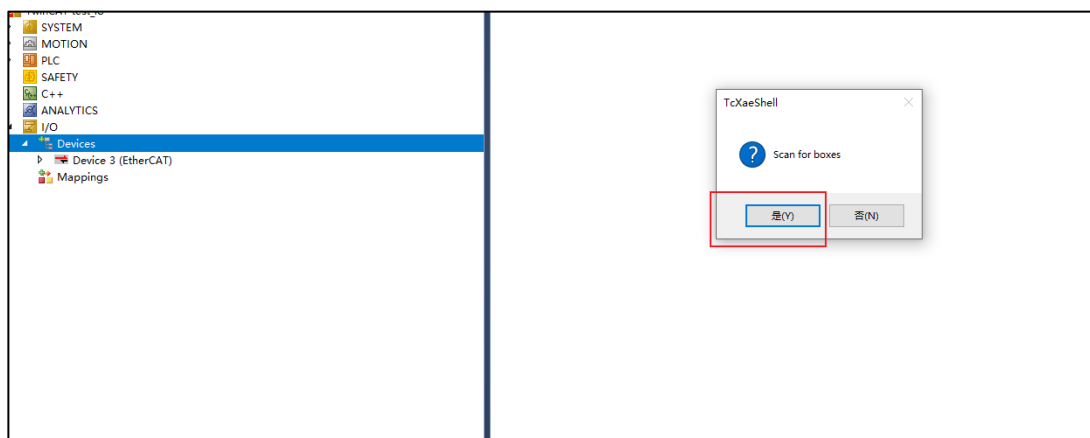 SYSTEM
MOTION
PLC
SAFETY
C++
ANALYTICS
I/O
Devices
Device 3 (EtherCAT)
Mappings
TcXaeShell
Scan for boxes
是(Y)
否(N)